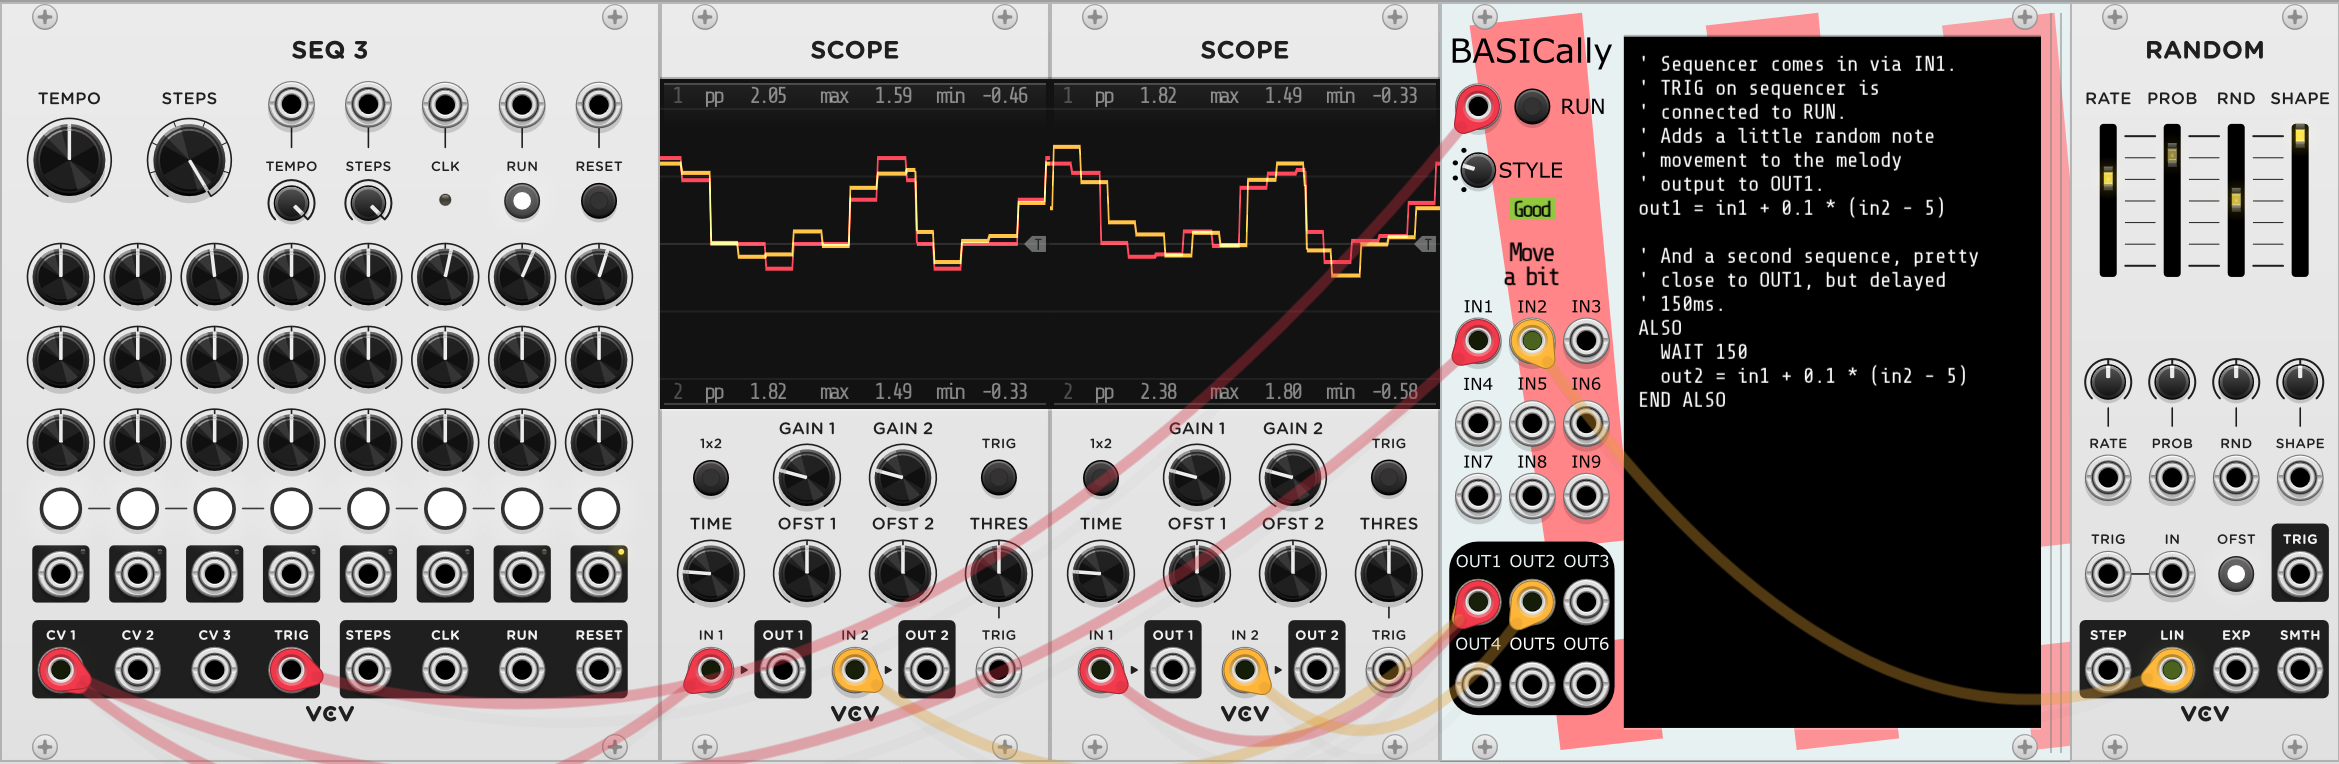 SEQ 3
TEMPO STEPS
TEMPO STEPS CLK RUN RESET
CV 1 CV 2 CV 3 TRIG STEPS CLK RUN RESET
VCV
SCOPE
1 pp 2.05 max 1.59 min -0.46
T
2 pp 1.82 max 1.49 min -0.33
1x2 GAIN 1 GAIN 2 TRIG
TIME OFST 1 OFST 2 THRES
IN 1 OUT 1 IN 2 OUT 2 TRIG
VCV
SCOPE
1 pp 1.82 max 1.49 min -0.33
T
2 pp 2.38 max 1.80 min -0.58
1x2 GAIN 1 GAIN 2 TRIG
TIME OFST 1 OFST 2 THRES
IN 1 OUT 1 IN 2 OUT 2 TRIG
VCV
BASICally
RUN
STYLE
Good
Move
a bit
IN1 IN2 IN3
IN4 IN5 IN6
IN7 IN8 IN9
OUT1 OUT2 OUT3
OUT4 OUT5 OUT6
' Sequencer comes in via IN1.
' TRIG on sequencer is
' connected to RUN.
' Adds a little random note
' movement to the melody
' output to OUT1.
out1 = in1 + 0.1 * (in2 - 5)
' And a second sequence, pretty
' close to OUT1, but delayed
' 150ms.
ALSO
WAIT 150
out2 = in1 + 0.1 * (in2 - 5)
END ALSO
RANDOM
RATE PROB RND SHAPE
RATE PROB RND SHAPE
TRIG IN OFST TRIG
STEP LIN EXP SMTH
VCV